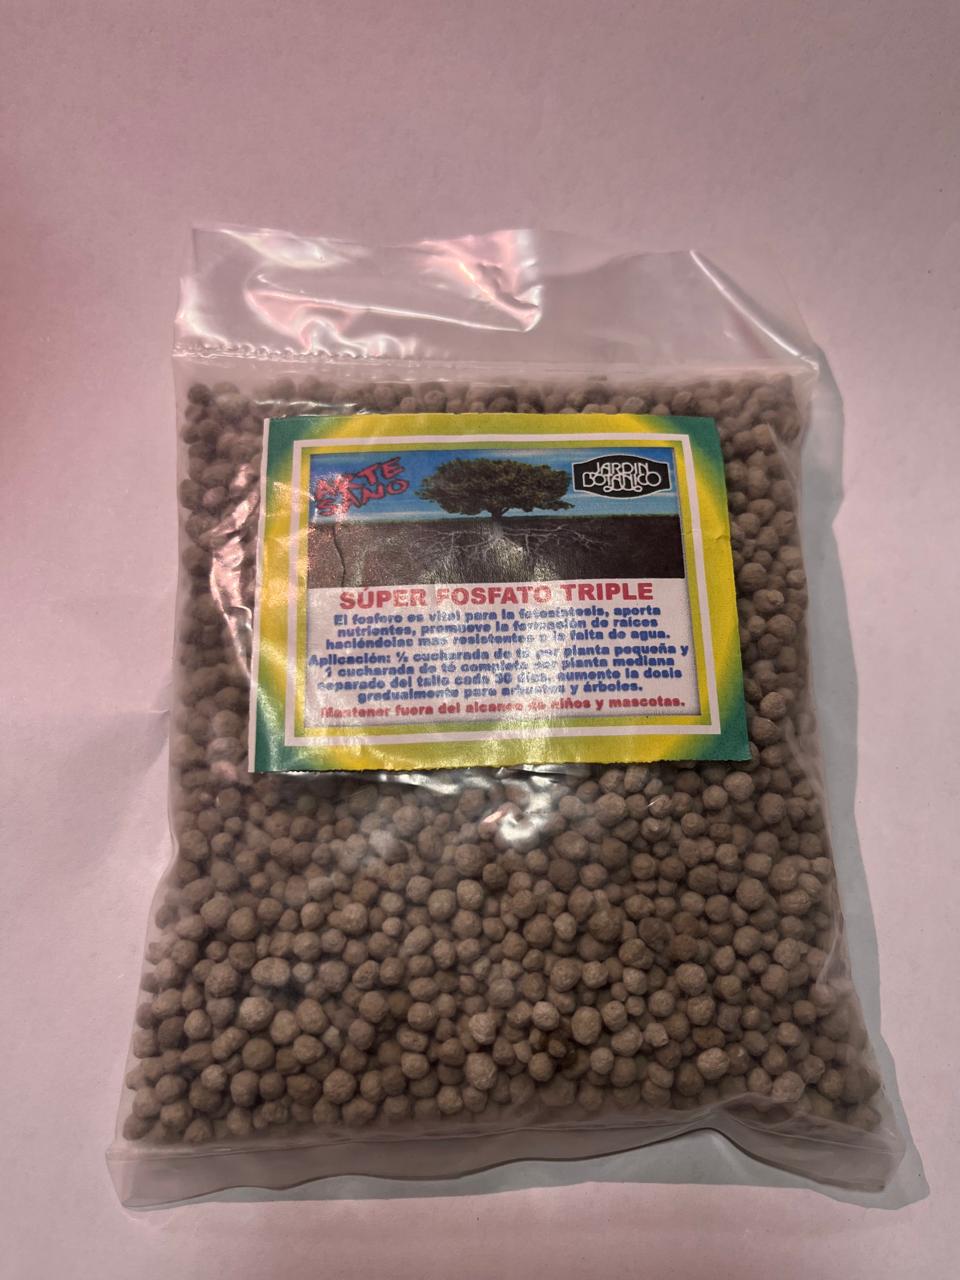 ARTE
SANO
JARDIN
BOTANICO
SÚPER FOSFATO TRIPLE
El fosforo es vital para la fotosíntesis, aporta
nutrientes, promueve la formación de raíces
haciéndolas mas resistentes a la falta de agua.
Aplicación: ½ cucharada de té por planta pequeña y
1 cucharada de té completa por planta mediana
separado del tallo cada 30 días, aumento la dosis
gradualmente para arbustos y árboles.
Mantener fuera del alcance de niños y mascotas.